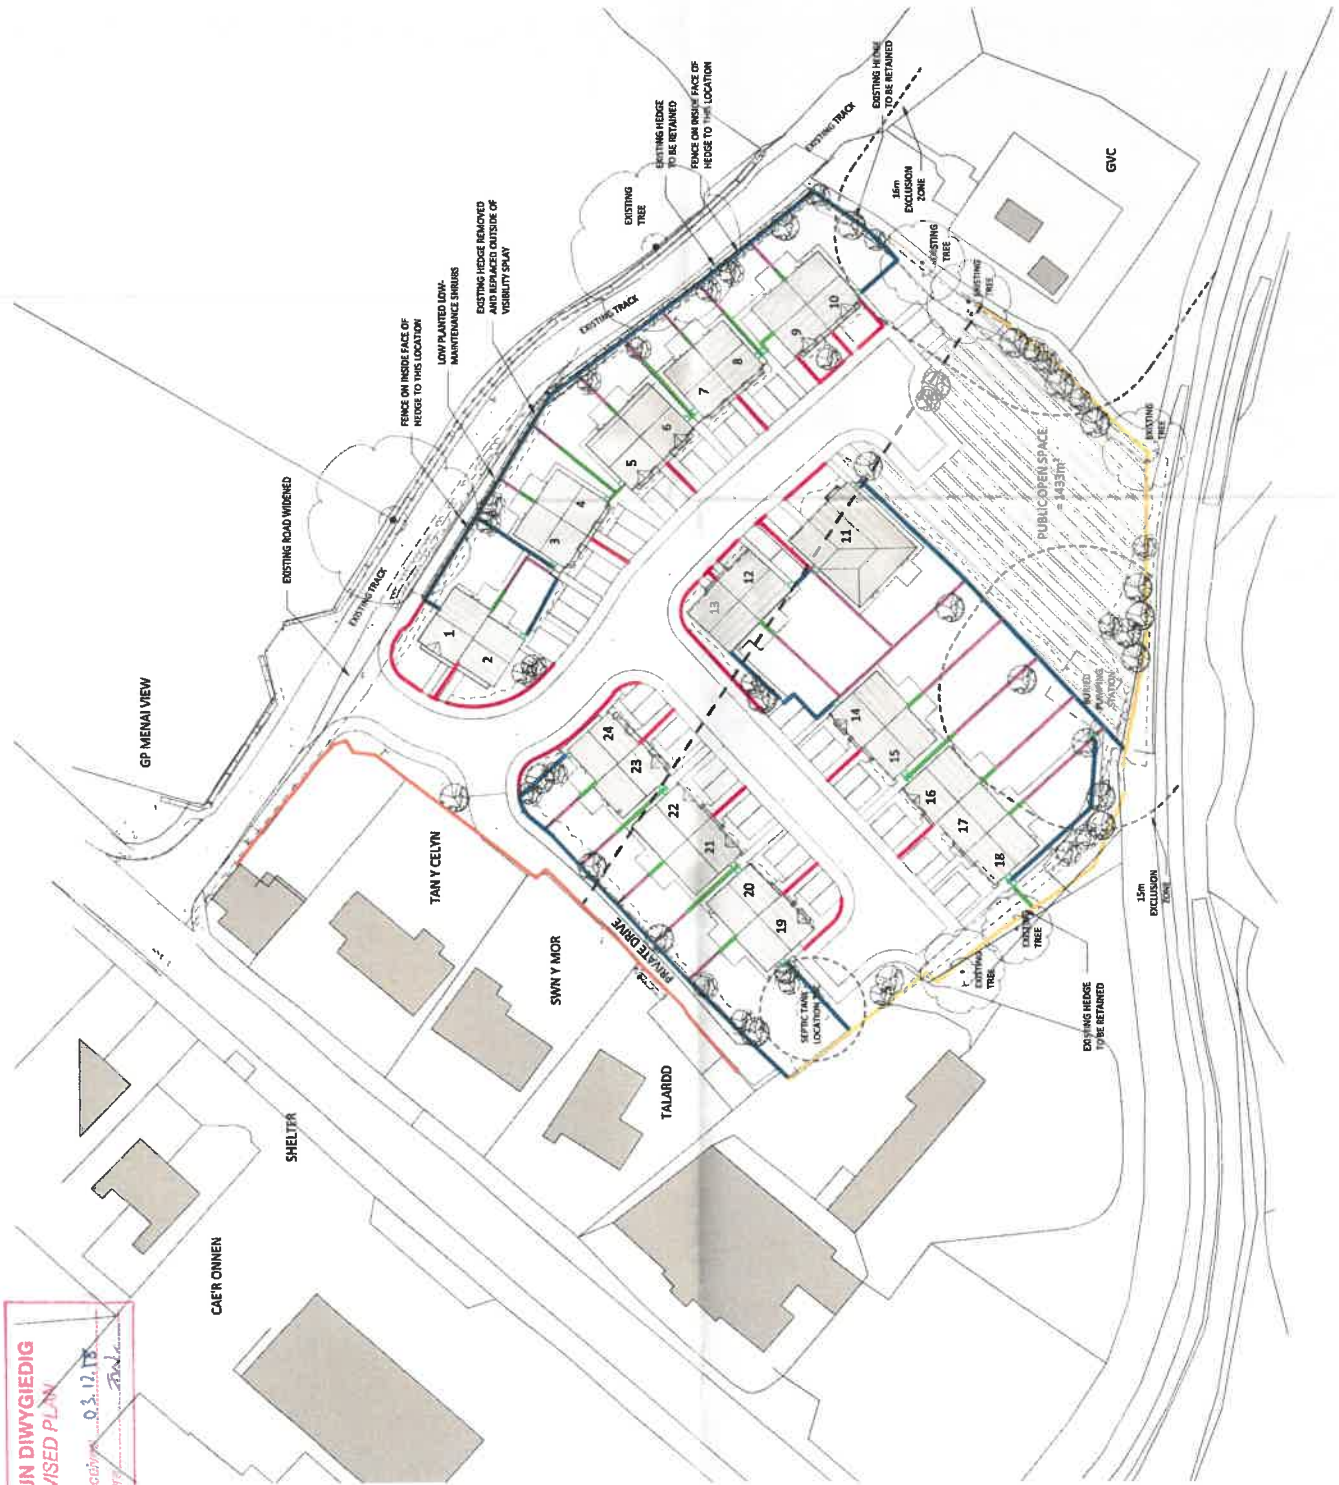 GP MENAI VIEW
EXISTING ROAD WIDENED
EXISTING TRACK
FENCE ON INSIDE FACE OF
HEDGE TO THIS LOCATION
LOW PLANTED LOW-
MAINTENANCE SHRUBS
EXISTING HEDGE REMOVED
AND REPLACED OUTSIDE OF
VISIBILITY SPLAY
EXISTING TRACK
EXISTING
TREE
EXISTING HEDGE
TO BE RETAINED
FENCE ON INSIDE FACE OF
HEDGE TO THIS LOCATION
EXISTING TRACK
EXISTING HEDGE
TO BE RETAINED
16m
EXCLUSION
ZONE
GVC
EXISTING
TREE
EXISTING
TREE
EXISTING
TREE
PUBLIC OPEN SPACE
= 1433m²
BURIED
PUMPING
STATION
1
2
3
4
5
6
7
8
9
10
11
12
13
14
15
16
17
18
19
20
21
22
23
24
TAN Y CELYN
SWN Y MOR
TALARDD
PRIVATE DRIVE
SEPTIC TANK
LOCATION
EXISTING
TREE
EXISTING
TREE
15m
EXCLUSION
ZONE
EXISTING HEDGE
TO BE RETAINED
SHELTER
CAE'R ONNEN
UN DIWYGIEDIG
VISED PLAN
03.12.18